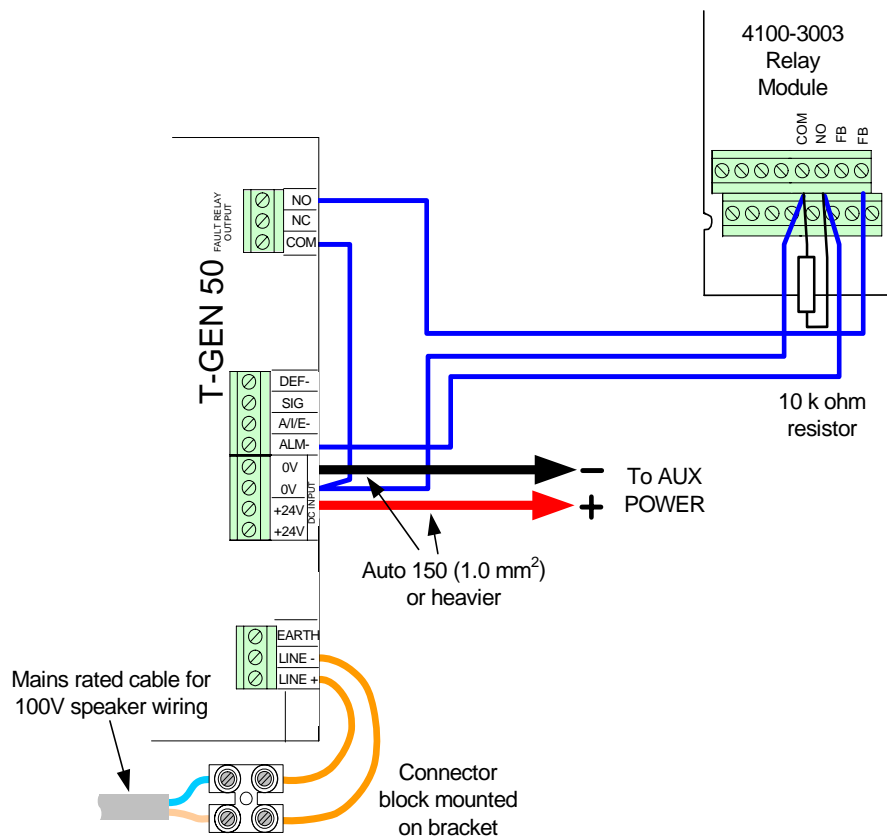 4100-3003
Relay
Module
COM
NO
FB
FB
T-GEN 50
FAULT RELAY
OUTPUT
NO
NC
COM
DEF-
SIG
A/I/E-
ALM-
0V
0V
+24V
+24V
DC INPUT
10 k ohm
resistor
-
+
To AUX
POWER
Auto 150 (1.0 mm²)
or heavier
EARTH
LINE -
LINE +
Mains rated cable for
100V speaker wiring
Connector
block mounted
on bracket